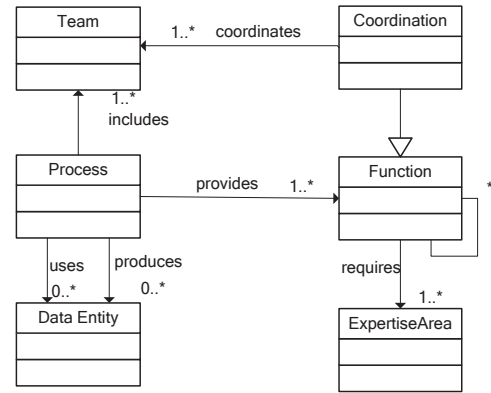 Team
Coordination
1..* coordinates
1..*
includes
Process
Function
provides 1..*
*
uses
produces
requires
0..*
0..*
1..*
Data Entity
ExpertiseArea